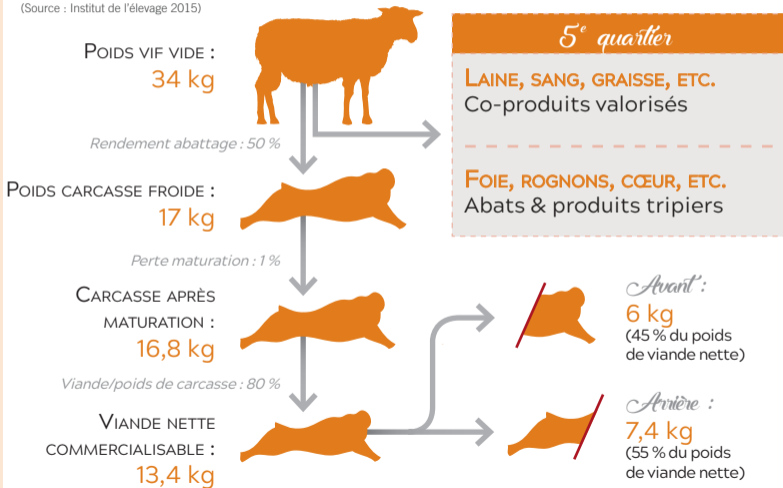 (Source : Institut de l'élevage 2015)
Poids vif vide :
34 kg
Rendement abattage : 50 %
Poids carcasse froide :
17 kg
Perte maturation : 1 %
Carcasse après
maturation :
16,8 kg
Viande/poids de carcasse : 80 %
Viande nette
commercialisable :
13,4 kg
5e quartier
Laine, sang, graisse, etc.
Co-produits valorisés
Foie, rognons, cœur, etc.
Abats & produits tripiers
Avant :
6 kg
(45 % du poids
de viande nette)
Arrière :
7,4 kg
(55 % du poids
de viande nette)